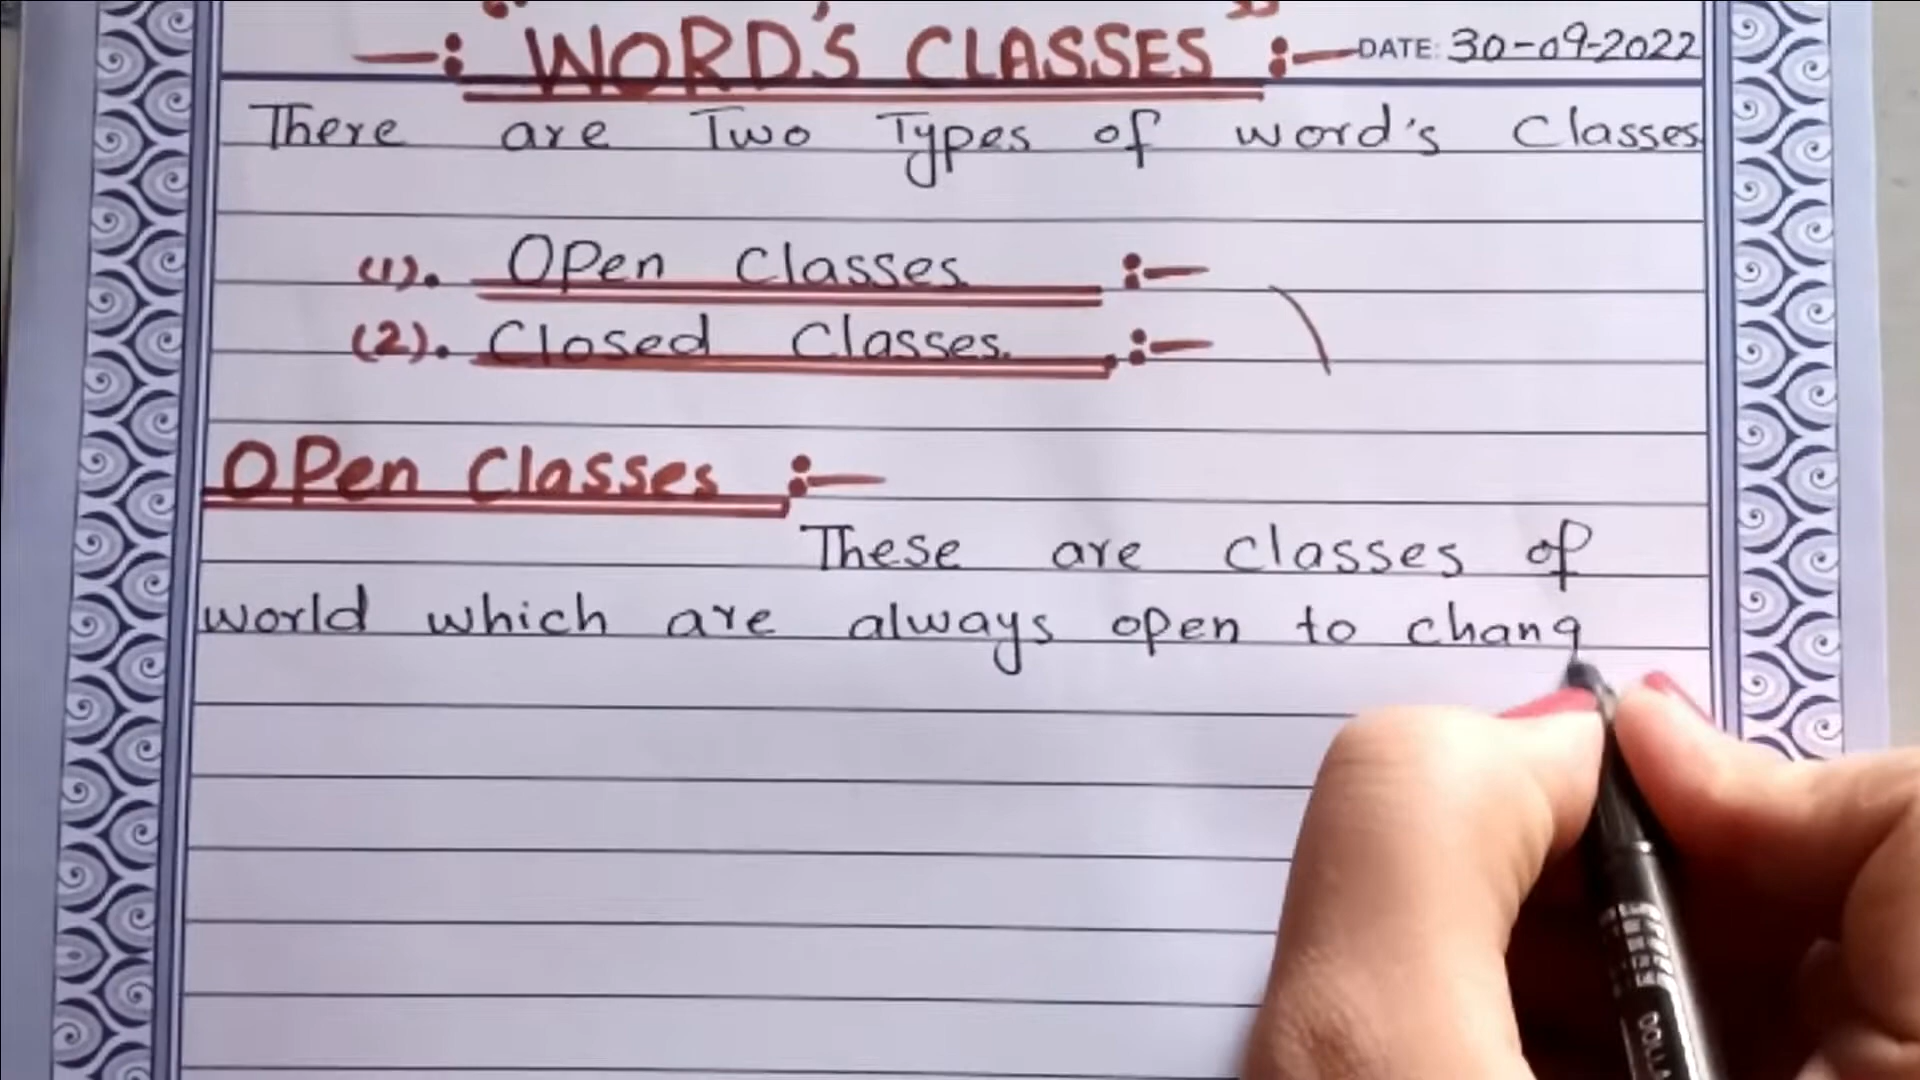 "WORD'S CLASSES"
DATE: 30-09-2022
There are Two Types of word's Classes
(1). Open Classes. :-
(2). Closed Classes. :-
Open Classes :-
These are classes of
world which are always open to chang
DOLLA